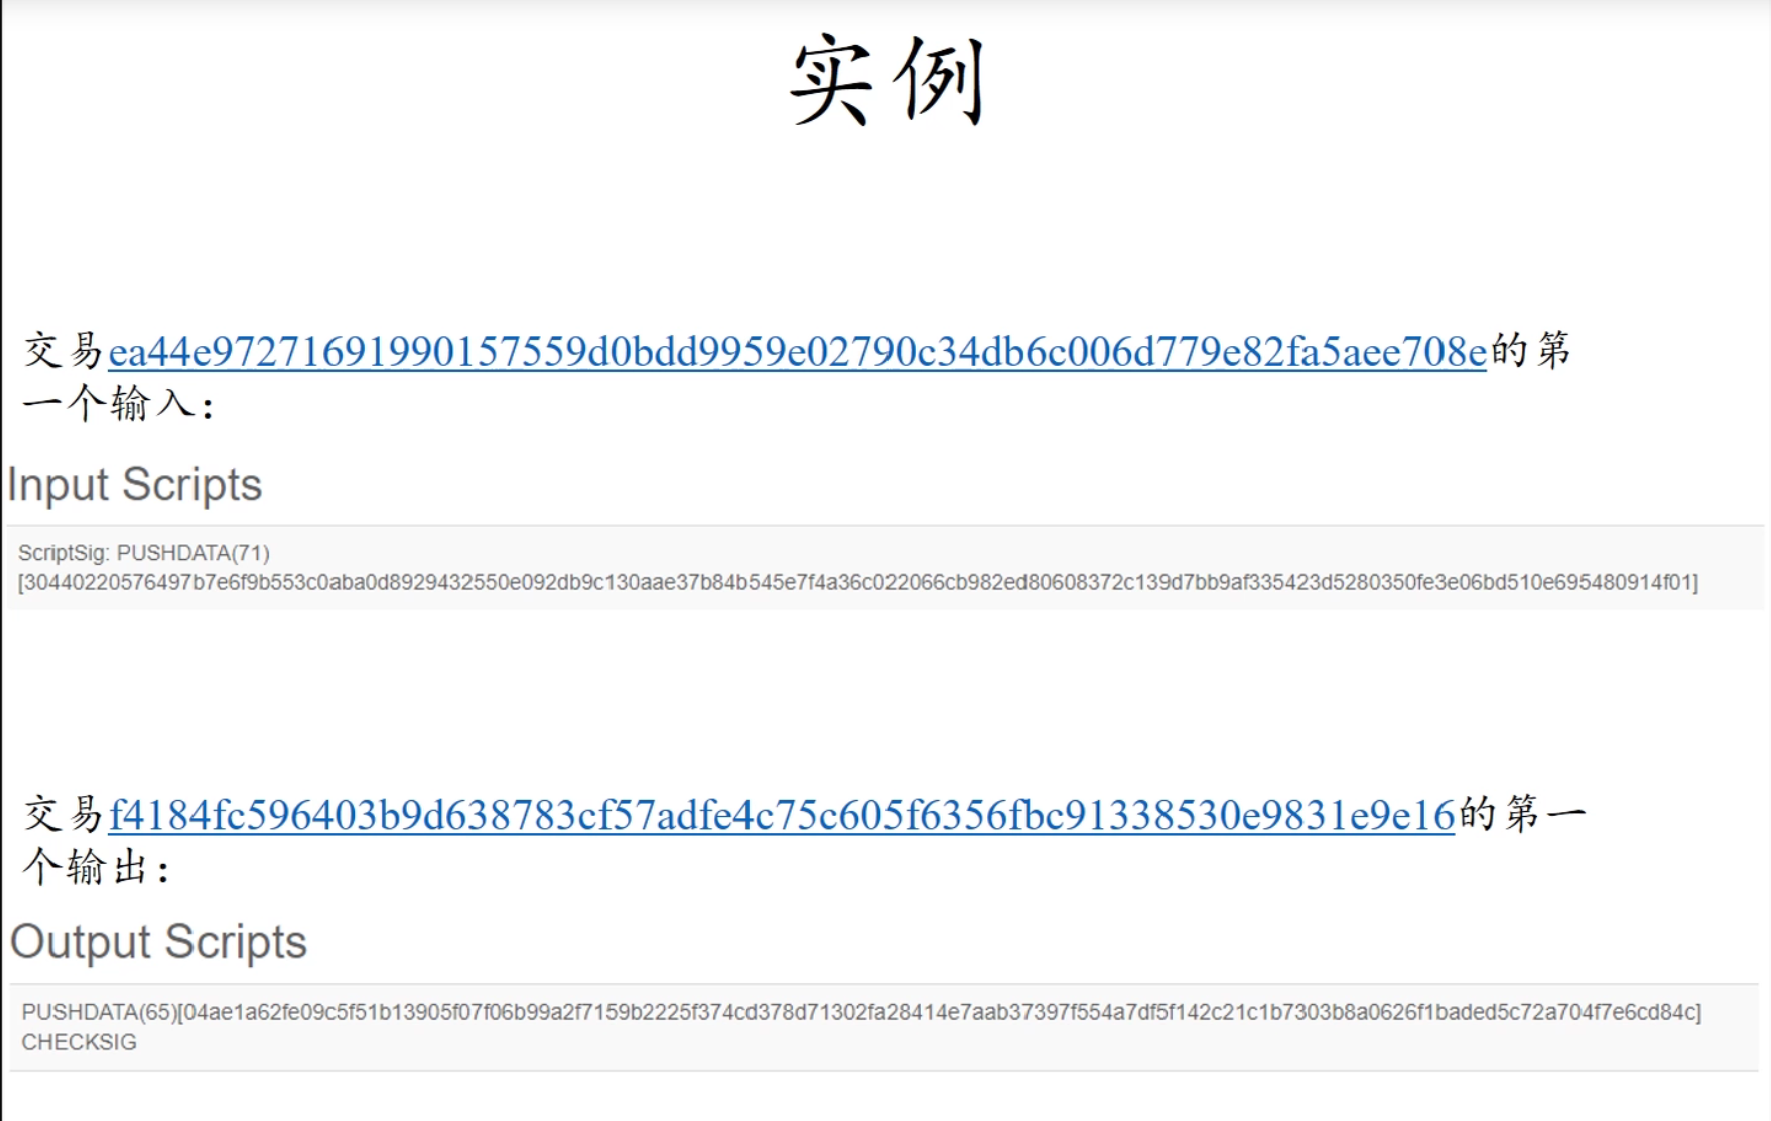 实例
交易ea44e97271691990157559d0bdd9959e02790c34db6c006d779e82fa5aee708e的第
一个输入：
Input Scripts
ScriptSig: PUSHDATA(71)
[30440220576497b7e6f9b553c0aba0d8929432550e092db9c130aae37b84b545e7f4a36c022066cb982ed80608372c139d7bb9af335423d5280350fe3e06bd510e695480914f01]
交易f4184fc596403b9d638783cf57adfe4c75c605f6356fbc91338530e9831e9e16的第一
个输出：
Output Scripts
PUSHDATA(65)[04ae1a62fe09c5f51b13905f07f06b99a2f7159b2225f374cd378d71302fa28414e7aab37397f554a7df5f142c21c1b7303b8a0626f1baded5c72a704f7e6cd84c]
CHECKSIG